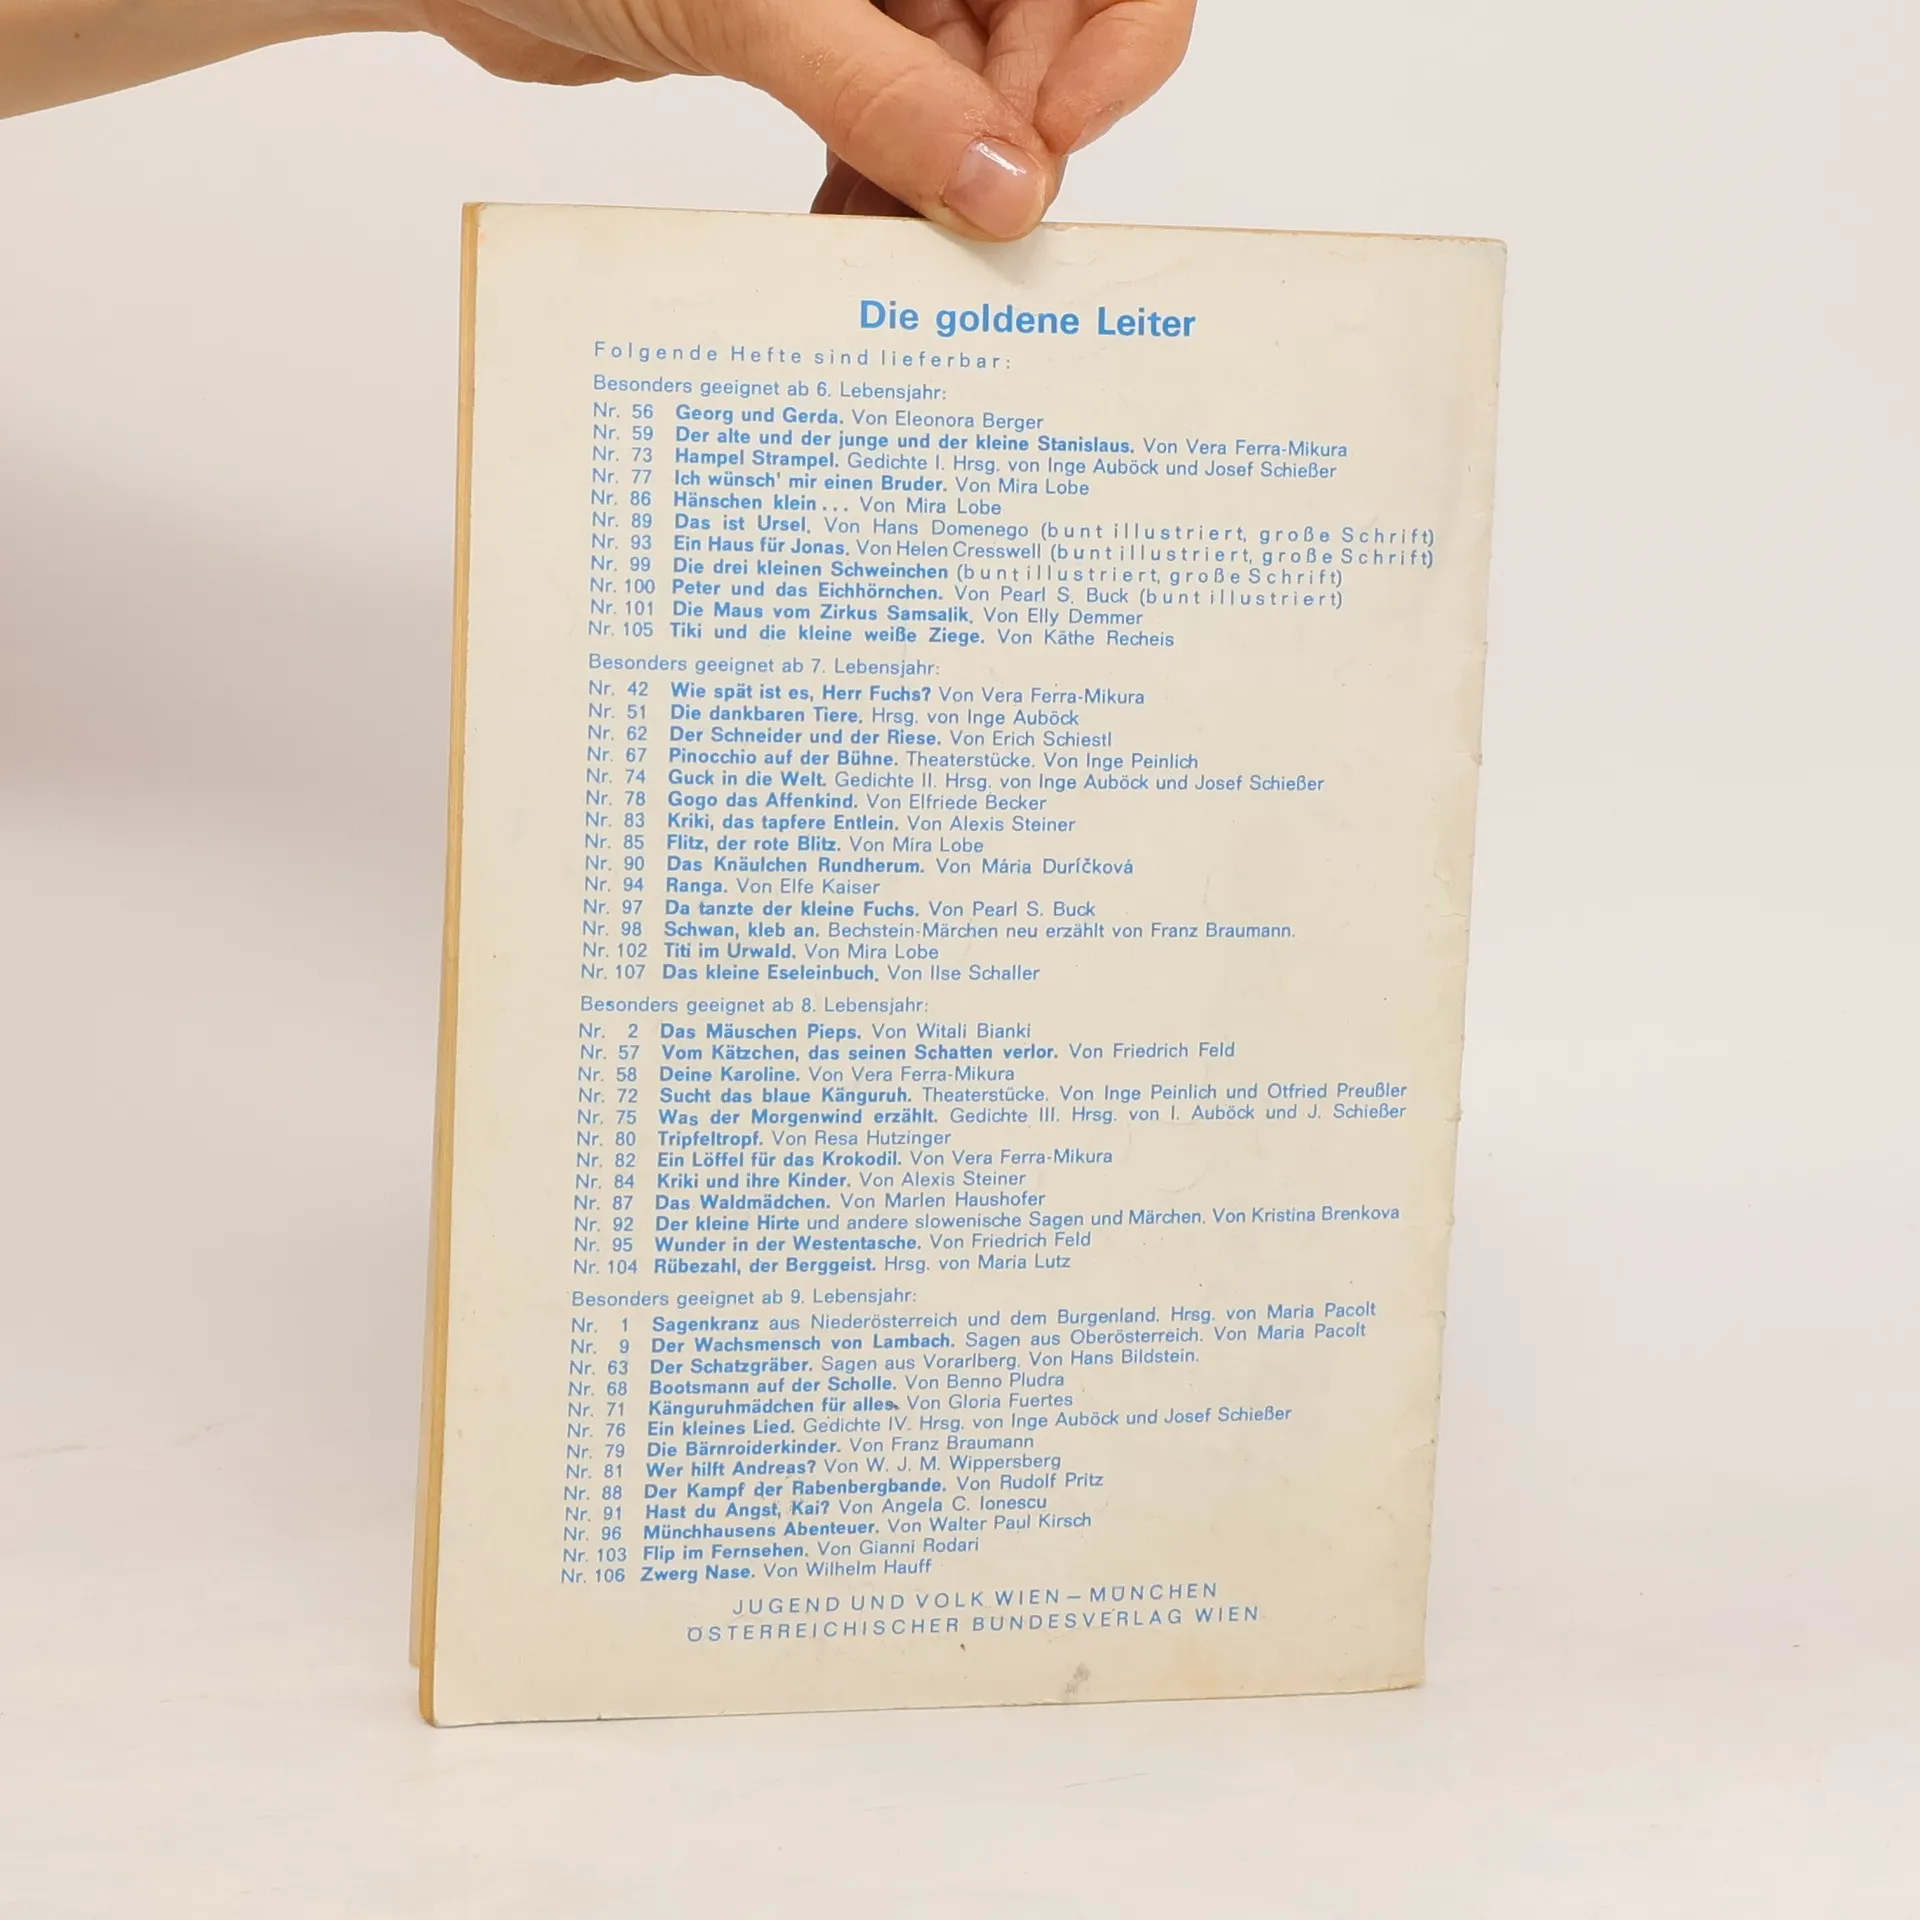 Die goldene Leiter
Folgende Hefte sind lieferbar:
Besonders geeignet ab 6. Lebensjahr:
Nr. 56 Georg und Gerda. Von Eleonora Berger
Nr. 59 Der alte und der junge und der kleine Stanislaus. Von Vera Ferra-Mikura
Nr. 73 Hampel Strampel. Gedichte I. Hrsg. von Inge Auböck und Josef Schießer
Nr. 77 Ich wünsch' mir einen Bruder. Von Mira Lobe
Nr. 86 Hänschen klein... Von Mira Lobe
Nr. 89 Das ist Ursel. Von Hans Domenego (bunt illustriert, große Schrift)
Nr. 93 Ein Haus für Jonas. Von Helen Cresswell (bunt illustriert, große Schrift)
Nr. 99 Die drei kleinen Schweinchen (bunt illustriert, große Schrift)
Nr. 100 Peter und das Eichhörnchen. Von Pearl S. Buck (bunt illustriert)
Nr. 101 Die Maus vom Zirkus Samsalik. Von Elly Demmer
Nr. 105 Tiki und die kleine weiße Ziege. Von Käthe Recheis
Besonders geeignet ab 7. Lebensjahr:
Nr. 42 Wie spät ist es, Herr Fuchs? Von Vera Ferra-Mikura
Nr. 51 Die dankbaren Tiere. Hrsg. von Inge Auböck
Nr. 62 Der Schneider und der Riese. Von Erich Schiestl
Nr. 67 Pinocchio auf der Bühne. Theaterstücke. Von Inge Peinlich
Nr. 74 Guck in die Welt. Gedichte II. Hrsg. von Inge Auböck und Josef Schießer
Nr. 78 Gogo das Affenkind. Von Elfriede Becker
Nr. 83 Kriki, das tapfere Entlein. Von Alexis Steiner
Nr. 85 Flitz, der rote Blitz. Von Mira Lobe
Nr. 90 Das Knäulchen Rundherum. Von Mária Duríčková
Nr. 94 Ranga. Von Elfe Kaiser
Nr. 97 Da tanzte der kleine Fuchs. Von Pearl S. Buck
Nr. 98 Schwan, kleb an. Bechstein-Märchen neu erzählt von Franz Braumann.
Nr. 102 Titi im Urwald. Von Mira Lobe
Nr. 107 Das kleine Eseleinbuch. Von Ilse Schaller
Besonders geeignet ab 8. Lebensjahr:
Nr. 2 Das Mäuschen Pieps. Von Witali Bianki
Nr. 57 Vom Kätzchen, das seinen Schatten verlor. Von Friedrich Feld
Nr. 58 Deine Karoline. Von Vera Ferra-Mikura
Nr. 72 Sucht das blaue Känguruh. Theaterstücke. Von Inge Peinlich und Otfried Preußler
Nr. 75 Was der Morgenwind erzählt. Gedichte III. Hrsg. von I. Auböck und J. Schießer
Nr. 80 Tripfeltropf. Von Resa Hutzinger
Nr. 82 Ein Löffel für das Krokodil. Von Vera Ferra-Mikura
Nr. 84 Kriki und ihre Kinder. Von Alexis Steiner
Nr. 87 Das Waldmädchen. Von Marlen Haushofer
Nr. 92 Der kleine Hirte und andere slowenische Sagen und Märchen. Von Kristina Brenkova
Nr. 95 Wunder in der Westentasche. Von Friedrich Feld
Nr. 104 Rübezahl, der Berggeist. Hrsg. von Maria Lutz
Besonders geeignet ab 9. Lebensjahr:
Nr. 1 Sagenkranz aus Niederösterreich und dem Burgenland. Hrsg. von Maria Pacolt
Nr. 9 Der Wachsmensch von Lambach. Sagen aus Oberösterreich. Von Maria Pacolt
Nr. 63 Der Schatzgräber. Sagen aus Vorarlberg. Von Hans Bildstein.
Nr. 68 Bootsmann auf der Scholle. Von Benno Pludra
Nr. 71 Känguruhmädchen für alles. Von Gloria Fuertes
Nr. 76 Ein kleines Lied. Gedichte IV. Hrsg. von Inge Auböck und Josef Schießer
Nr. 79 Die Bärnroiderkinder. Von Franz Braumann
Nr. 81 Wer hilft Andreas? Von W. J. M. Wippersberg
Nr. 88 Der Kampf der Rabenbergbande. Von Rudolf Pritz
Nr. 91 Hast du Angst, Kai? Von Angela C. Ionescu
Nr. 96 Münchhausens Abenteuer. Von Walter Paul Kirsch
Nr. 103 Flip im Fernsehen. Von Gianni Rodari
Nr. 106 Zwerg Nase. Von Wilhelm Hauff
JUGEND UND VOLK WIEN – MÜNCHEN
ÖSTERREICHISCHER BUNDESVERLAG WIEN